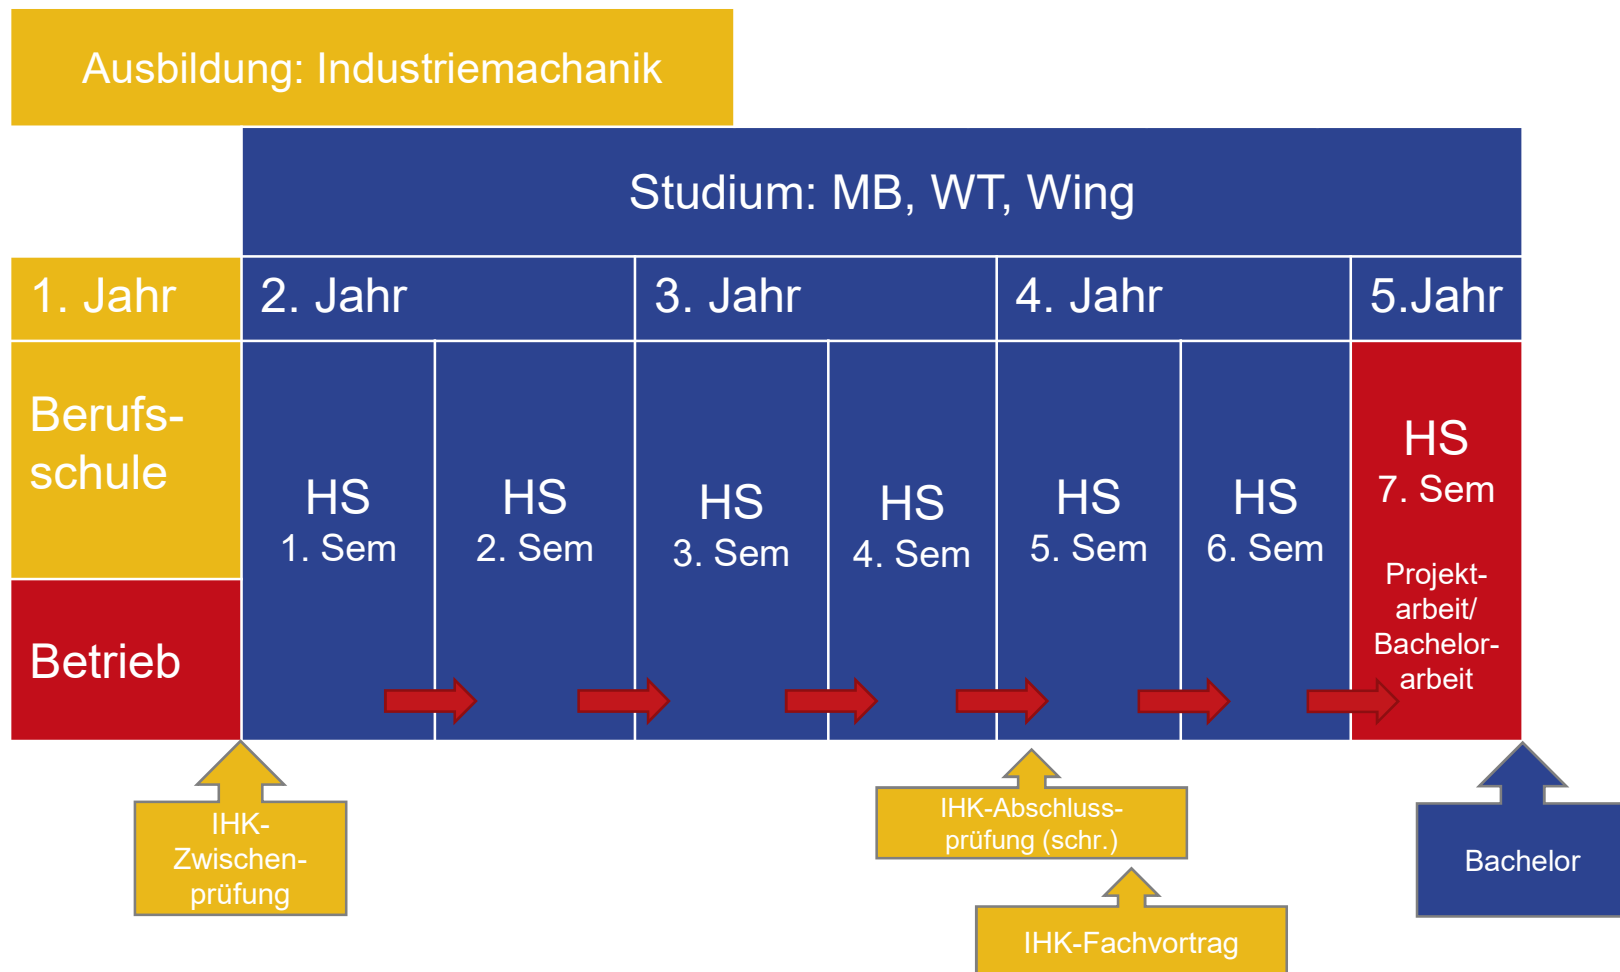 Ausbildung: Industriemachanik
Studium: MB, WT, Wing
1. Jahr
2. Jahr
3. Jahr
4. Jahr
5.Jahr
Berufs-
schule
Betrieb
HS
1. Sem
HS
2. Sem
HS
3. Sem
HS
4. Sem
HS
5. Sem
HS
6. Sem
HS
7. Sem
Projekt-
arbeit/
Bachelor-
arbeit
IHK-
Zwischen-
prüfung
IHK-Abschluss-
prüfung (schr.)
IHK-Fachvortrag
Bachelor